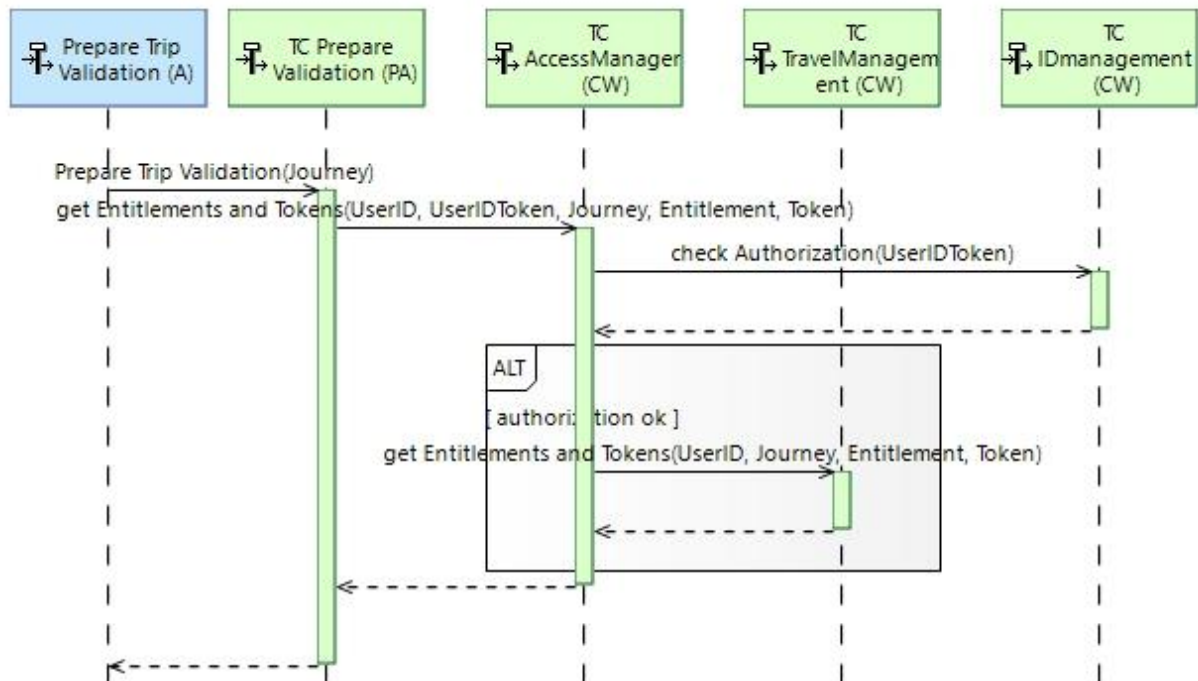 Prepare Trip
Validation (A)
TC Prepare
Validation (PA)
TC
AccessManager
(CW)
TC
TravelManagem
ent (CW)
TC
IDmanagement
(CW)
Prepare Trip Validation(Journey)
get Entitlements and Tokens(UserID, UserIDToken, Journey, Entitlement, Token)
check Authorization(UserIDToken)
ALT
[ authorization ok ]
get Entitlements and Tokens(UserID, Journey, Entitlement, Token)